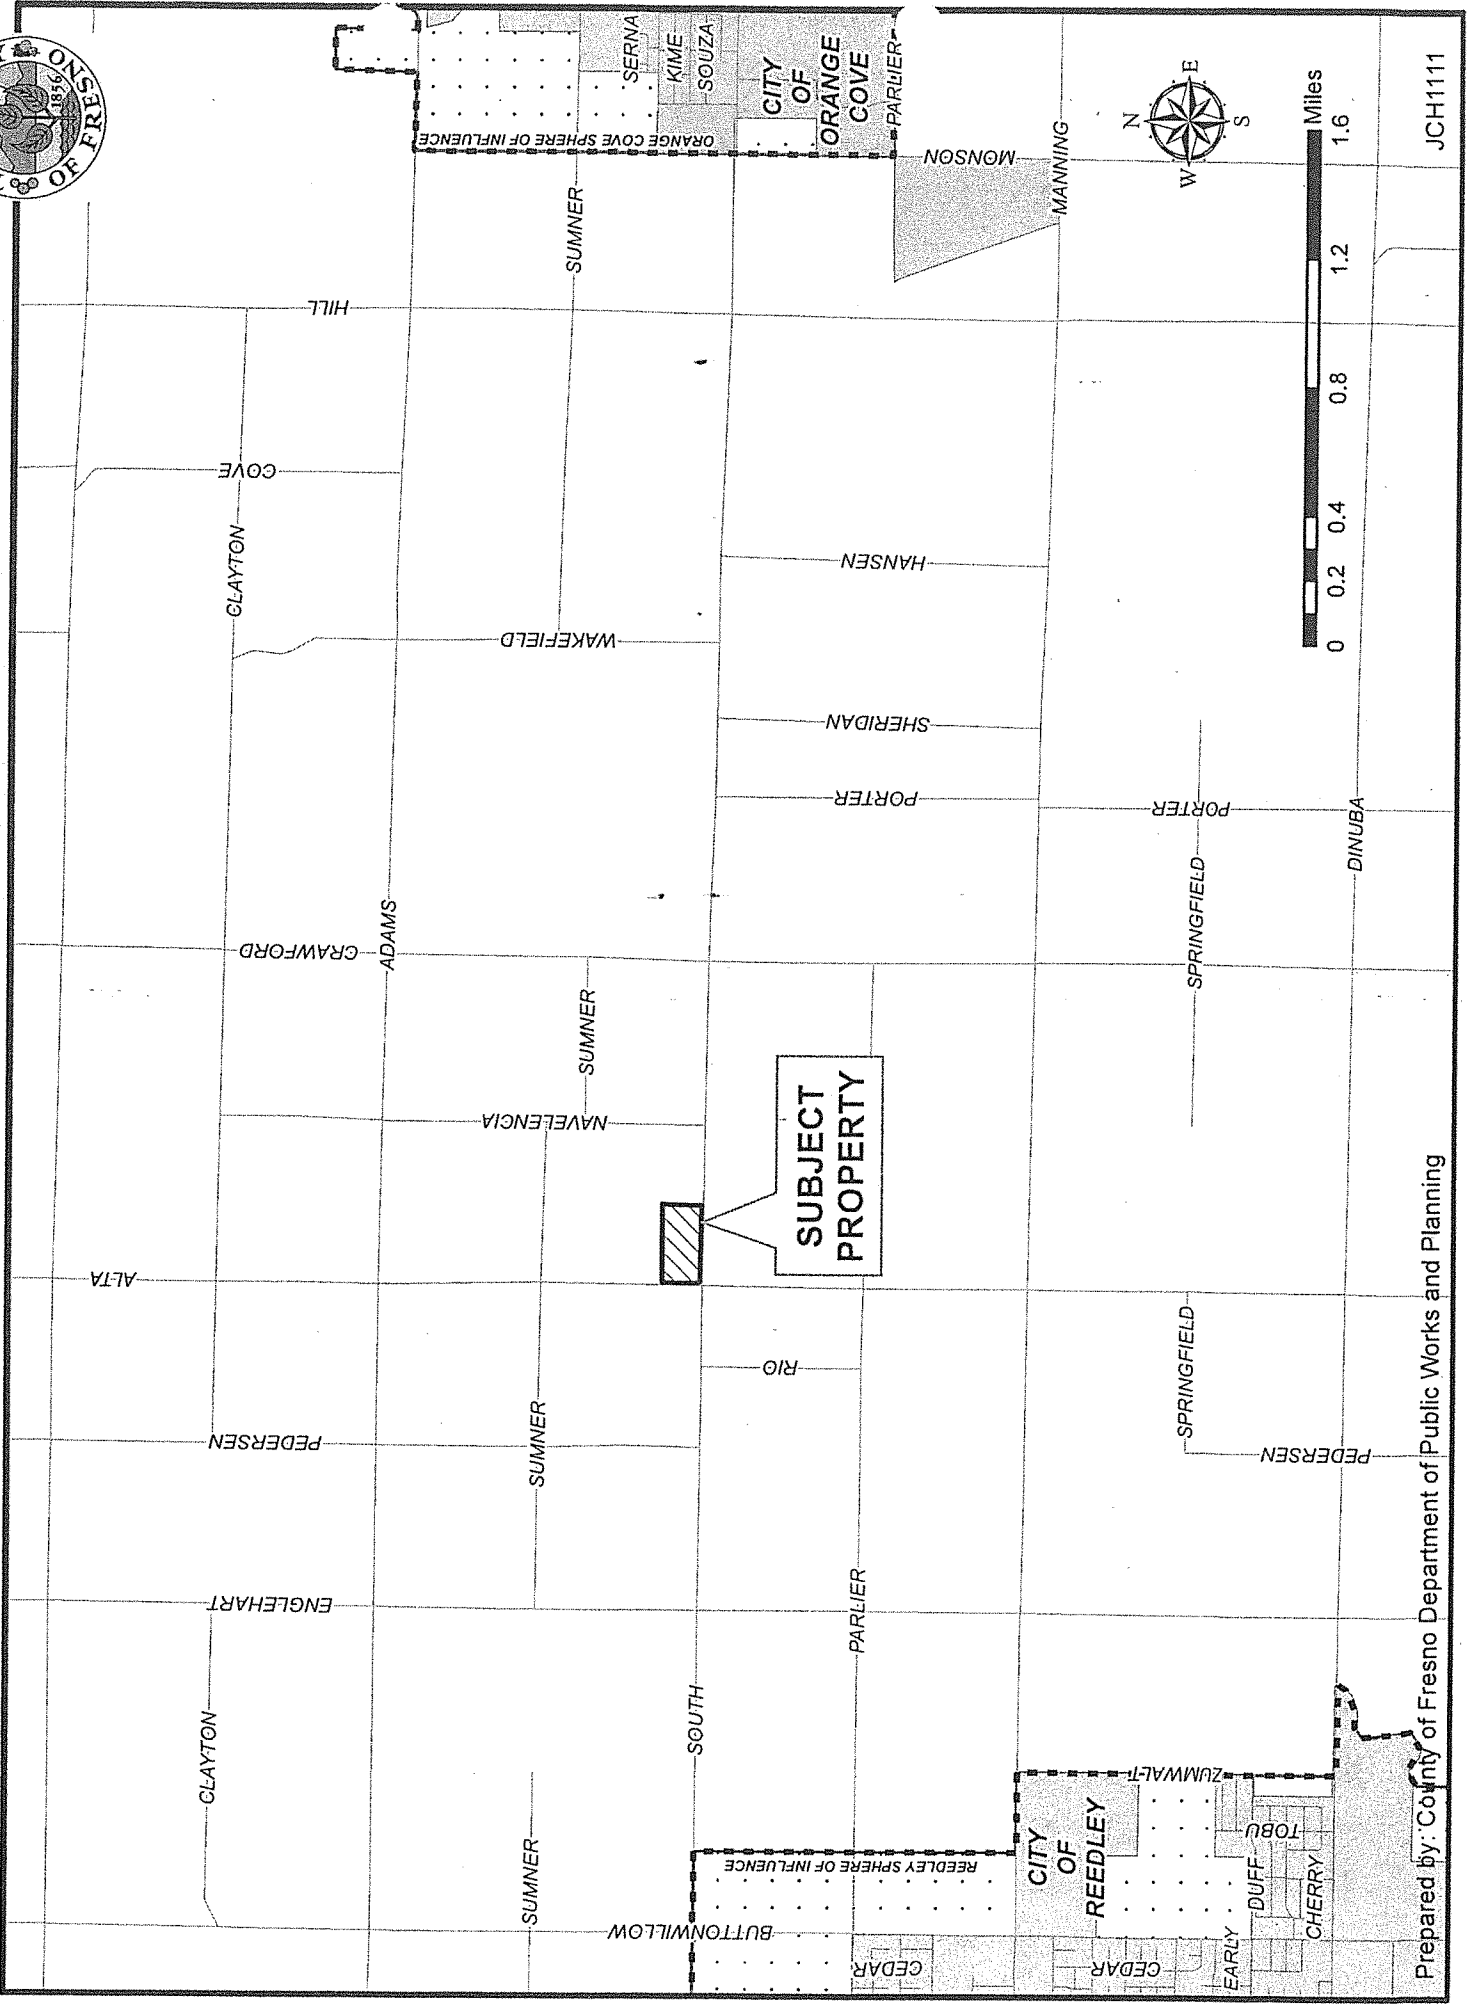 OF FRESNO
1856
ALTA
PEDERSEN
ENGLEHART
CLAYTON
CLAYTON
COVE
HILL
CRAWFORD
ADAMS
NAVELENCIA
WAKEFIELD
SUMNER
SUMNER
SUMNER
SUMNER
ORANGE COVE SPHERE OF INFLUENCE
SERNA
KIME
SOUZA
CITY
OF
ORANGE
COVE
PARLIER
MONSON
MANNING
SUBJECT
PROPERTY
RIO
SOUTH
PARLIER
BUTTONWILLOW
REEDLEY SPHERE OF INFLUENCE
CEDAR
CEDAR
CITY
OF
REEDLEY
ZUMWALT
EARLY
DUFF
TOBU
CHERRY
HANSEN
SHERIDAN
PORTER
PORTER
SPRINGFIELD
SPRINGFIELD
PEDERSEN
DINUBA
N
W E
S
Miles
0 0.2 0.4 0.8 1.2 1.6
Prepared by: County of Fresno Department of Public Works and Planning
JCH1111